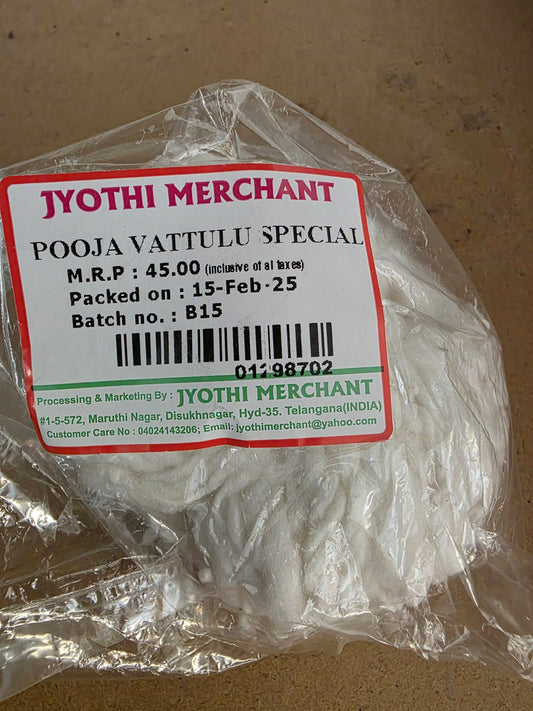 JYOTHI MERCHANT
POOJA VATTULU SPECIAL
M.R.P : 45.00 (inclusive of al taxes)
Packed on : 15-Feb-25
Batch no. : B15
01298702
Processing & Marketing By : JYOTHI MERCHANT
#1-5-572, Maruthi Nagar, Disukhnagar, Hyd-35. Telangana(INDIA)
Customer Care No : 04024143206; Email: jyothimerchant@yahoo.com